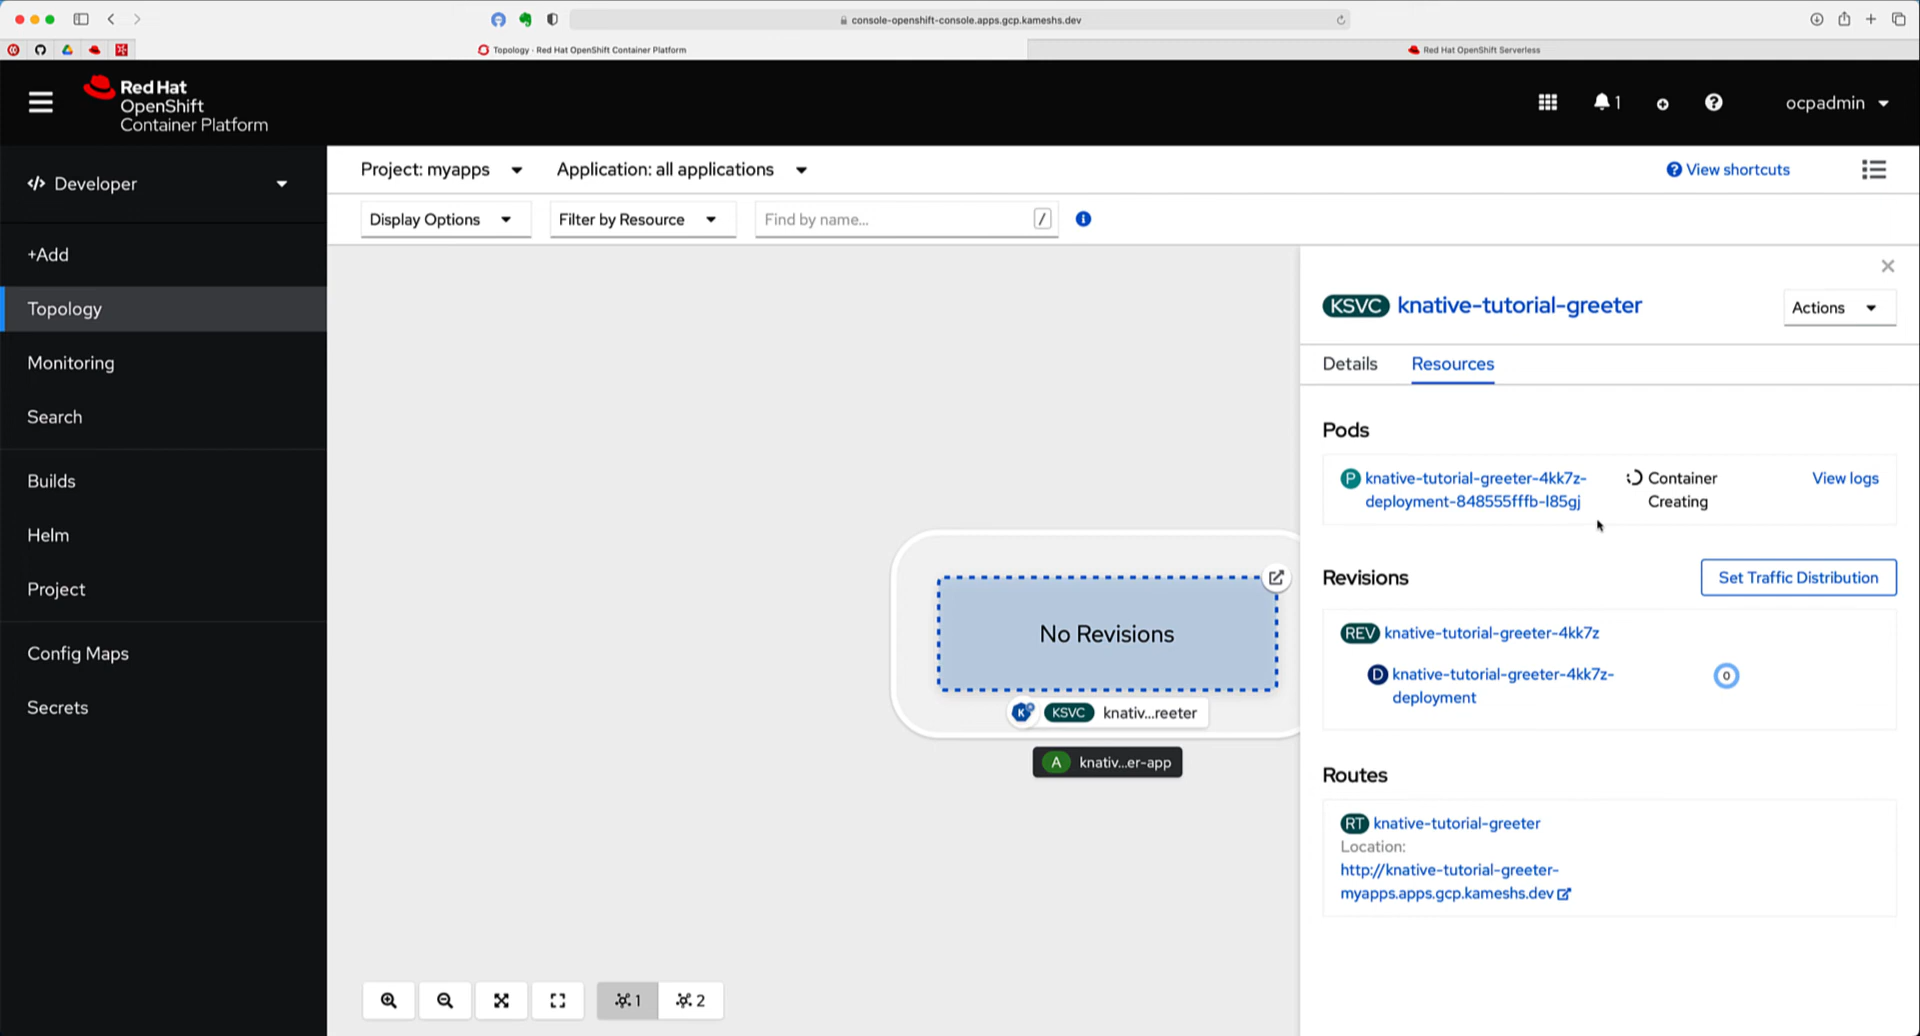 console-openshift-console.apps.gcp.kameshs.dev
Topology · Red Hat OpenShift Container Platform
Red Hat OpenShift Serverless
Red Hat
OpenShift
Container Platform
1
ocpadmin
Developer
+Add
Topology
Monitoring
Search
Builds
Helm
Project
Config Maps
Secrets
Project: myapps
Application: all applications
View shortcuts
Display Options
Filter by Resource
Find by name...
/
No Revisions
KSVC knativ...reeter
A knativ...er-app
1
2
KSVC knative-tutorial-greeter
Actions
Details
Resources
Pods
P knative-tutorial-greeter-4kk7z-
deployment-848555fffb-l85gj
Container
Creating
View logs
Revisions
Set Traffic Distribution
REV knative-tutorial-greeter-4kk7z
D knative-tutorial-greeter-4kk7z-
deployment
0
Routes
RT knative-tutorial-greeter
Location:
http://knative-tutorial-greeter-
myapps.apps.gcp.kameshs.dev